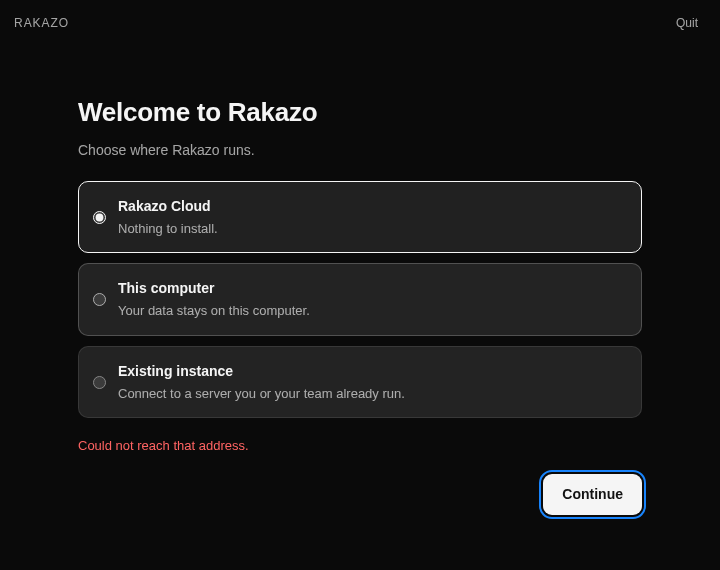 RAKAZO
Quit
Welcome to Rakazo
Choose where Rakazo runs.
Rakazo Cloud
Nothing to install.
This computer
Your data stays on this computer.
Existing instance
Connect to a server you or your team already run.
Could not reach that address.
Continue